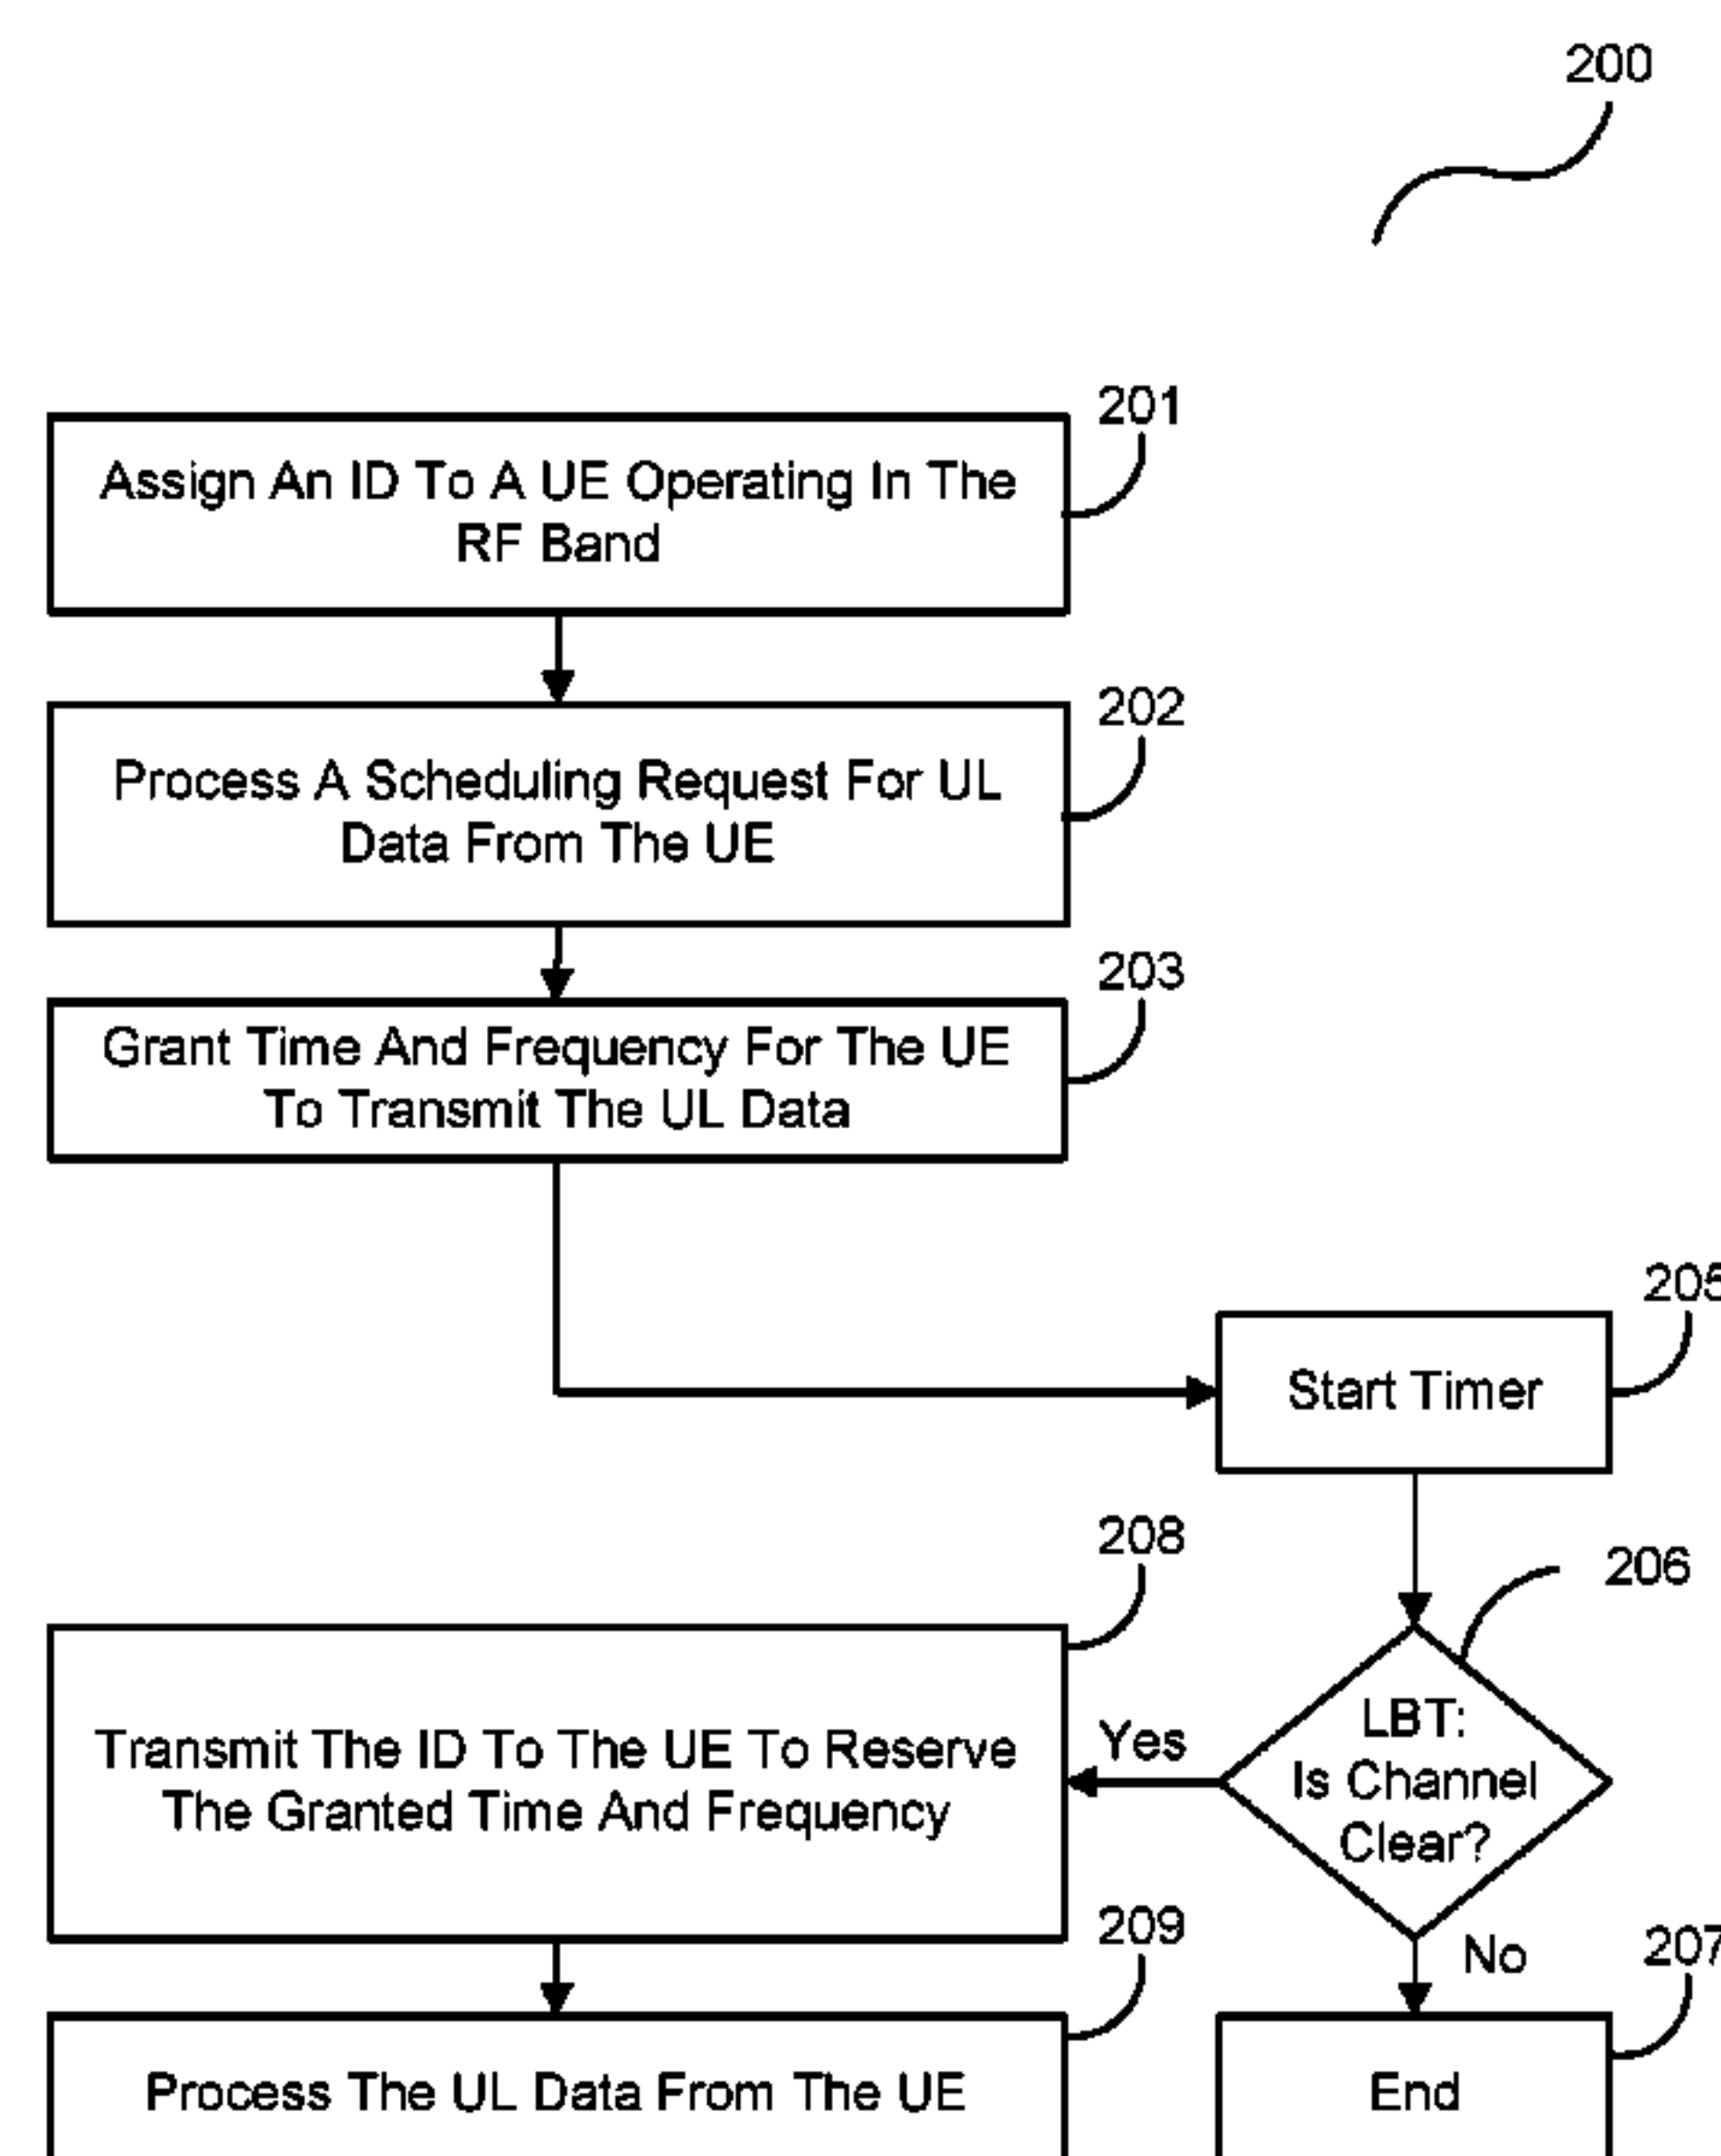 200
201
Assign An ID To A UE Operating In The
RF Band
202
Process A Scheduling Request For UL
Data From The UE
203
Grant Time And Frequency For The UE
To Transmit The UL Data
205
Start Timer
206
LBT:
Is Channel
Clear?
Yes
No
208
Transmit The ID To The UE To Reserve
The Granted Time And Frequency
209
Process The UL Data From The UE
207
End